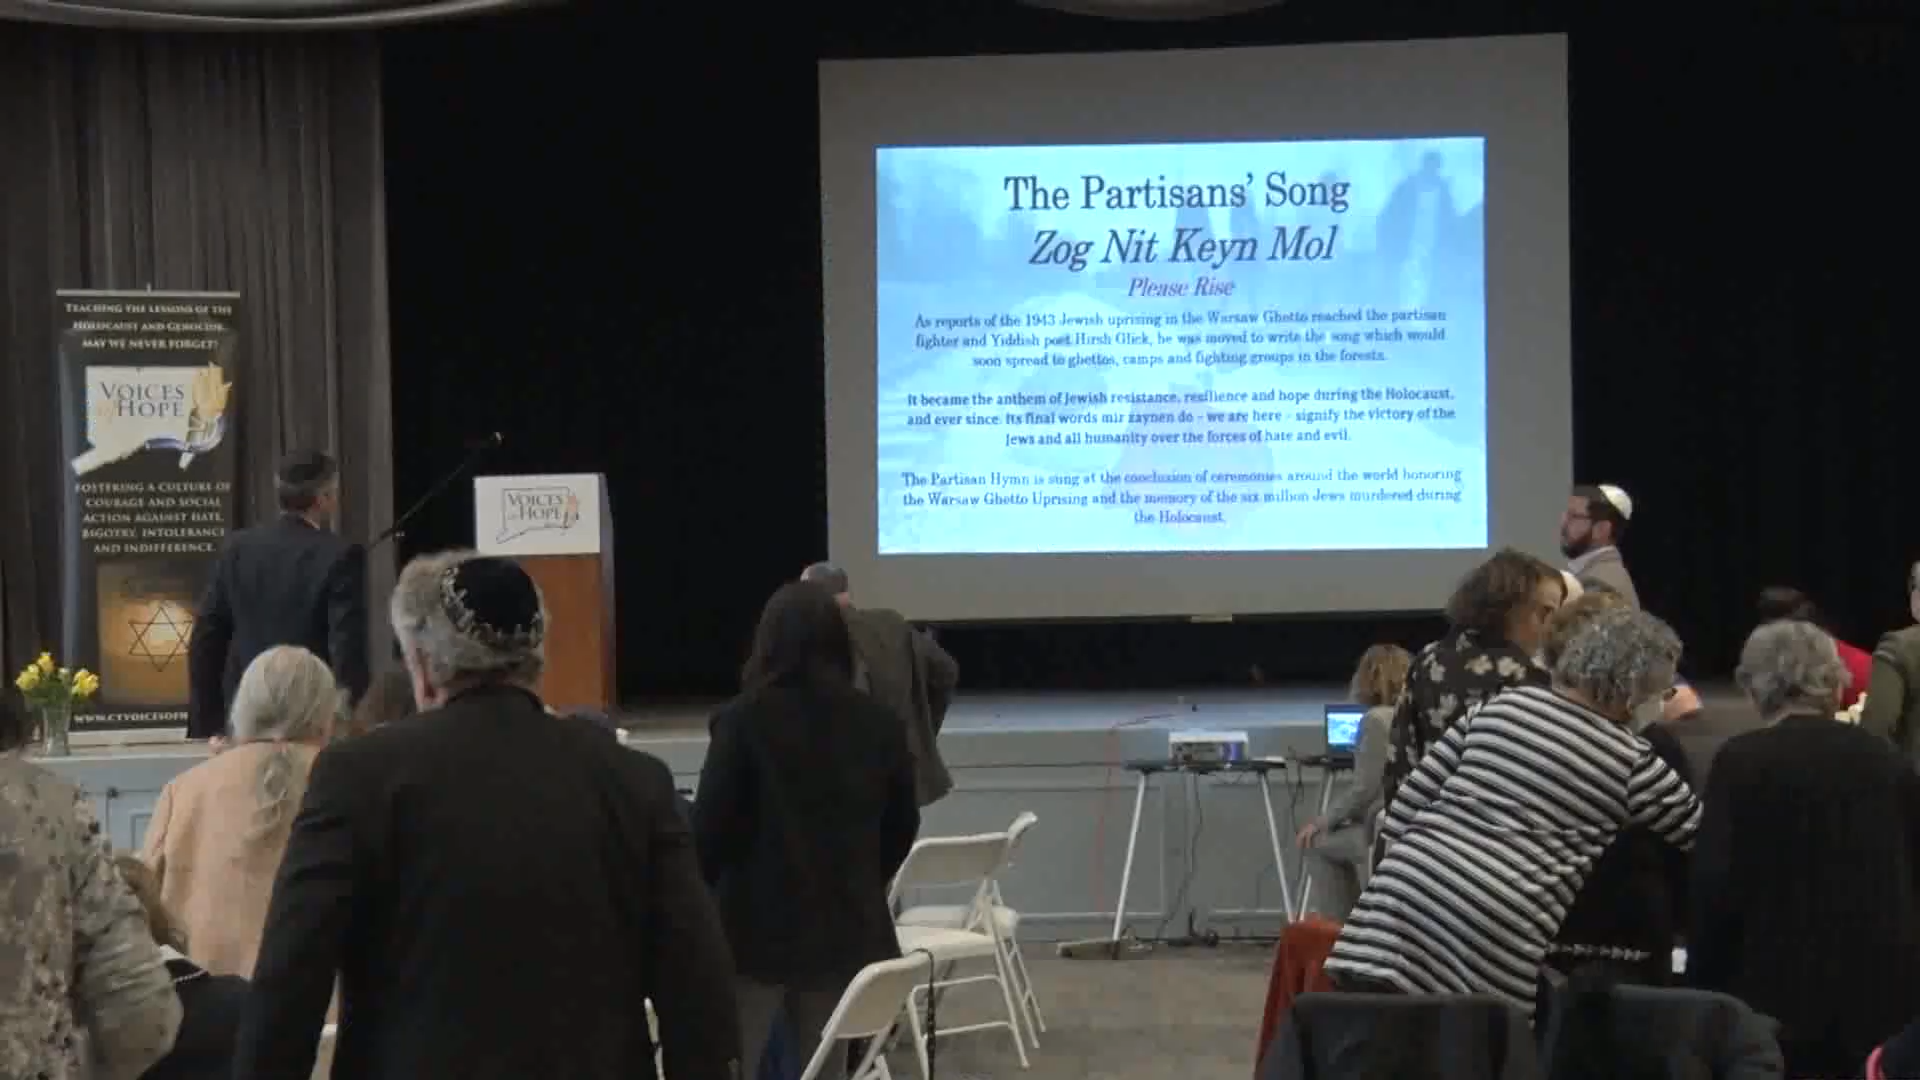 The Partisans' Song
Zog Nit Keyn Mol
Please Rise
As reports of the 1943 Jewish uprising in the Warsaw Ghetto reached the partisan
fighter and Yiddish poet Hirsh Glick, he was moved to write the song which would
soon spread to ghettos, camps and fighting groups in the forests.
It became the anthem of Jewish resistance, resilience and hope during the Holocaust,
and ever since. Its final words mir zaynen do - we are here - signify the victory of the
Jews and all humanity over the forces of hate and evil.
The Partisan Hymn is sung at the conclusion of ceremonies around the world honoring
the Warsaw Ghetto Uprising and the memory of the six million Jews murdered during
the Holocaust.
TEACHING THE LESSONS OF THE
HOLOCAUST AND GENOCIDE.
MAY WE NEVER FORGET!
VOICES
of HOPE
FOSTERING A CULTURE OF
COURAGE AND SOCIAL
ACTION AGAINST HATE,
BIGOTRY, INTOLERANCE
AND INDIFFERENCE.
WWW.CTVOICESOFH
VOICES
of HOPE